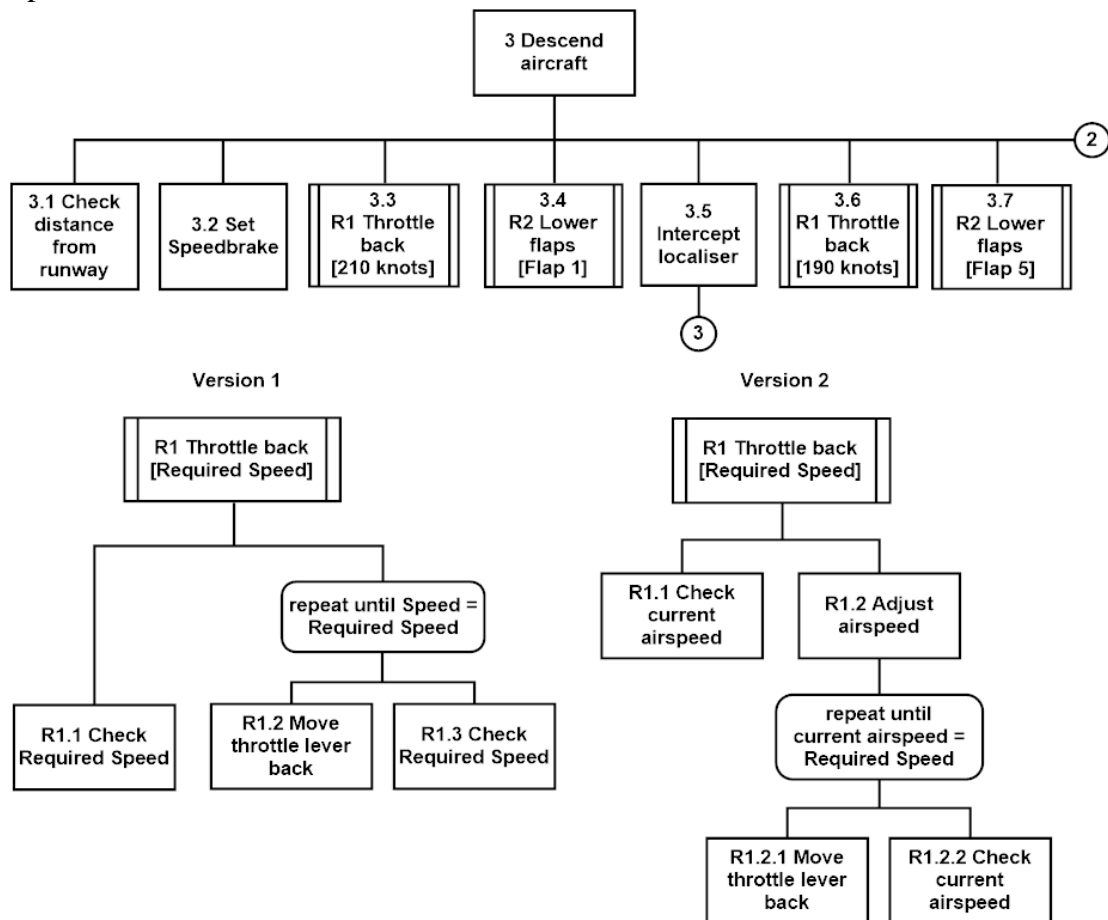 3 Descend
aircraft
2
3.1 Check
distance
from
runway
3.2 Set
Speedbrake
3.3
R1 Throttle
back
[210 knots]
3.4
R2 Lower
flaps
[Flap 1]
3.5
Intercept
localiser
3.6
R1 Throttle
back
[190 knots]
3.7
R2 Lower
flaps
[Flap 5]
3
Version 1
R1 Throttle back
[Required Speed]
repeat until Speed =
Required Speed
R1.1 Check
Required Speed
R1.2 Move
throttle lever
back
R1.3 Check
Required Speed
Version 2
R1 Throttle back
[Required Speed]
R1.1 Check
current
airspeed
R1.2 Adjust
airspeed
repeat until
current airspeed =
Required Speed
R1.2.1 Move
throttle lever
back
R1.2.2 Check
current
airspeed